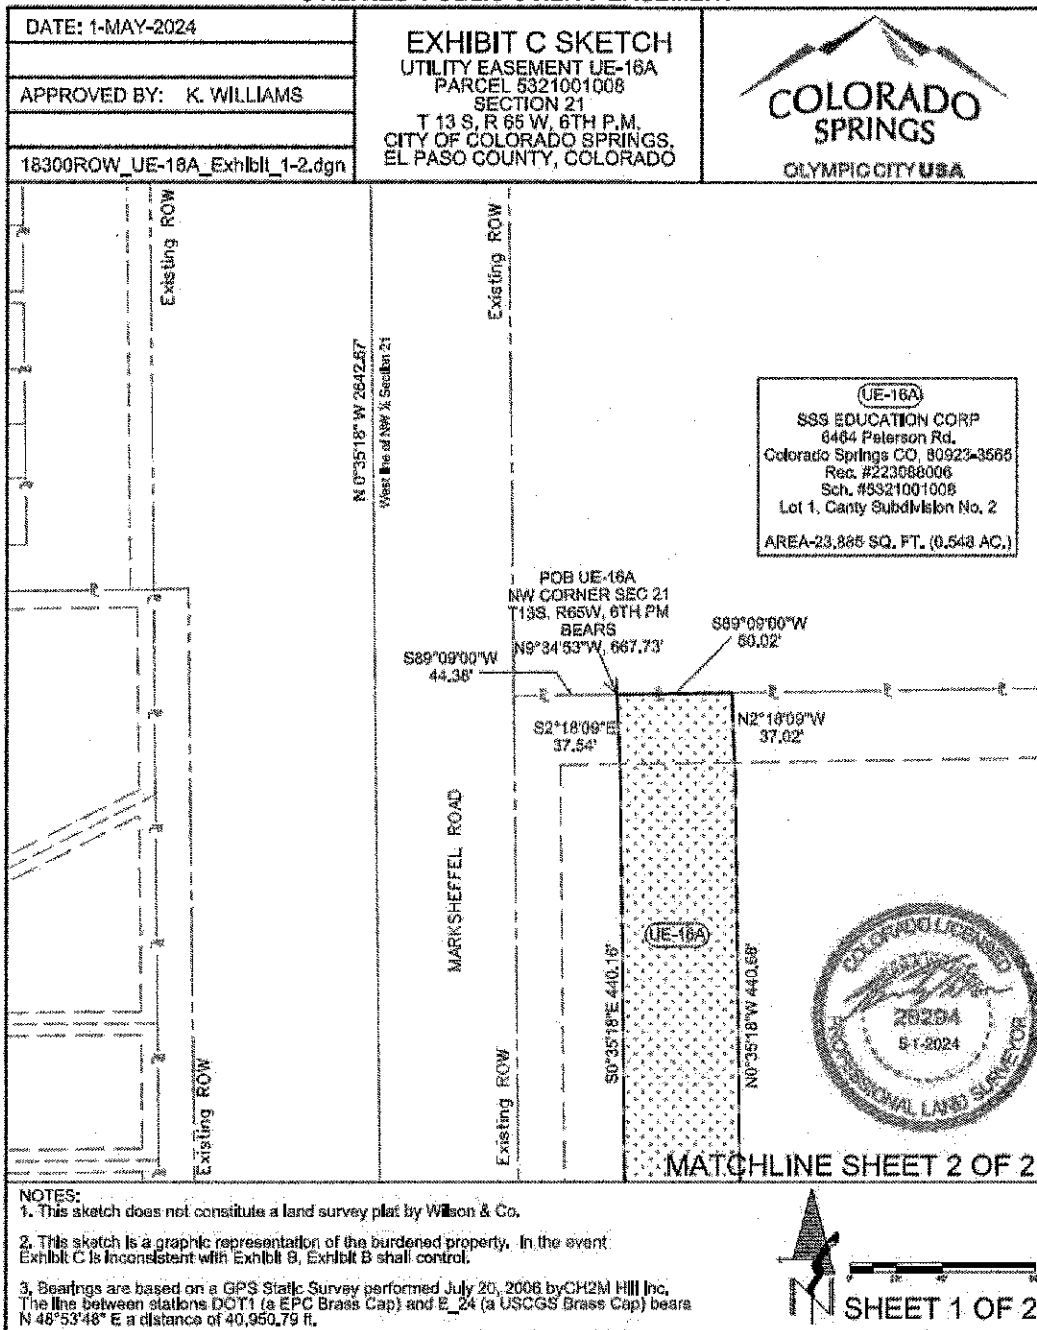 DATE: 1-MAY-2024
APPROVED BY: K. WILLIAMS
18300ROW_UE-16A_Exhibit_1-2.dgn
EXHIBIT C SKETCH
UTILITY EASEMENT UE-16A
PARCEL 5321001008
SECTION 21
T 13 S, R 65 W, 6TH P.M.
CITY OF COLORADO SPRINGS,
EL PASO COUNTY, COLORADO
COLORADO
SPRINGS
OLYMPIC CITY USA
Existing ROW
N 0°35'18" W 2642.67'
West line of NW ¼ Section 21
Existing ROW
UE-16A
SSS EDUCATION CORP
6464 Peterson Rd.
Colorado Springs CO, 80923-3565
Rec. #223088006
Sch. #5321001008
Lot 1, Canty Subdivision No. 2
AREA-23,885 SQ. FT. (0.548 AC.)
POB UE-16A
NW CORNER SEC 21
T13S, R65W, 6TH PM
BEARS
N9°34'53"W, 667.73'
S89°09'00"W
50.02'
S89°09'00"W
44.36'
S2°18'09"E
37.54'
N2°18'09"W
37.02'
MARKSHEFFEL ROAD
UE-16A
S0°35'18"E 440.16'
N0°35'18"W 440.68'
COLORADO LICENSED
28294
5-1-2024
PROFESSIONAL LAND SURVEYOR
Existing ROW
Existing ROW
MATCHLINE SHEET 2 OF 2
NOTES:
1. This sketch does not constitute a land survey plat by Wilson & Co.
2. This sketch is a graphic representation of the burdened property. In the event
Exhibit C is inconsistent with Exhibit B, Exhibit B shall control.
3. Bearings are based on a GPS Static Survey performed July 20, 2006 byCH2M Hill Inc.
The line between stations DOT1 (a EPC Brass Cap) and E_24 (a USCGS Brass Cap) bears
N 48°53'48" E a distance of 40,950.79 ft.
N
SHEET 1 OF 2